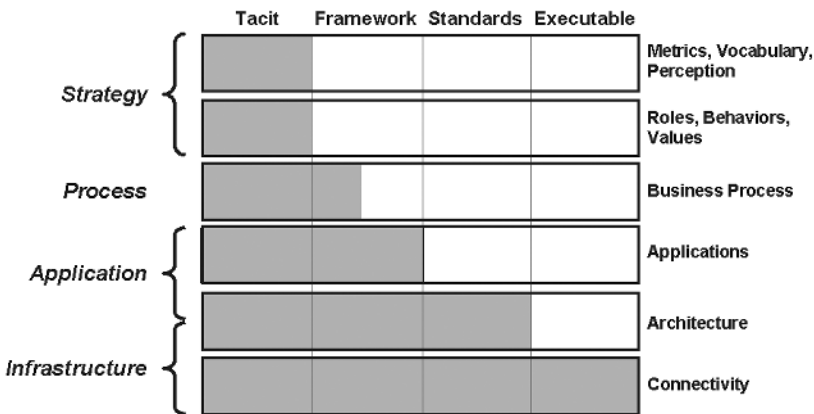 Tacit Framework Standards Executable
Metrics, Vocabulary,
Perception
Strategy
Roles, Behaviors,
Values
Process
Business Process
Applications
Application
Architecture
Infrastructure
Connectivity